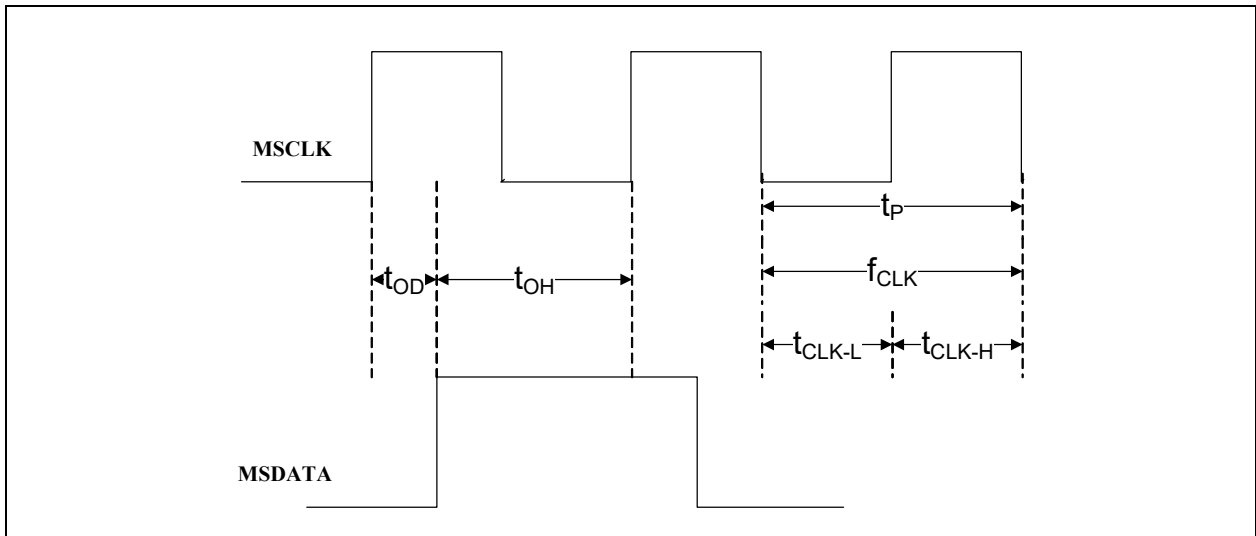 MSCLK
tP
fCLK
tOD
tOH
tCLK-L
tCLK-H
MSDATA